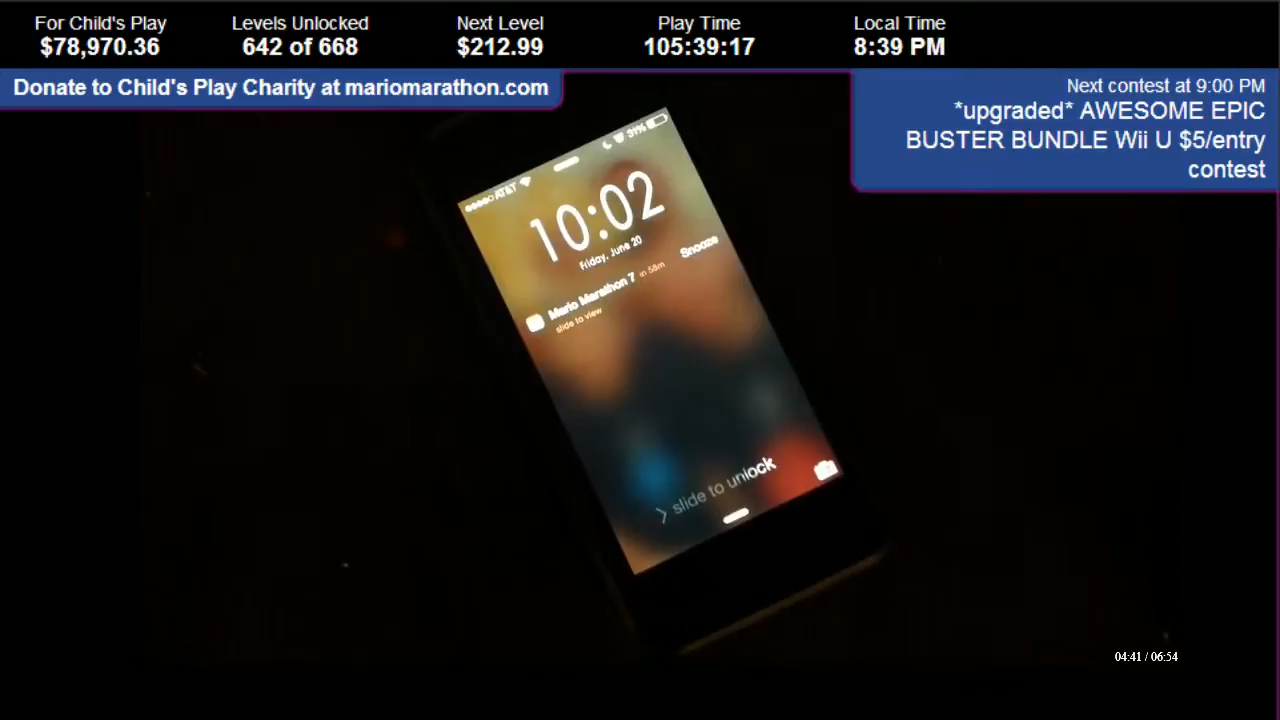 For Child's Play
$78,970.36
Levels Unlocked
642 of 668
Next Level
$212.99
Play Time
105:39:17
Local Time
8:39 PM
Donate to Child's Play Charity at mariomarathon.com
Next contest at 9:00 PM
*upgraded* AWESOME EPIC
BUSTER BUNDLE Wii U $5/entry
contest
AT&T 31%
10:02
Friday, June 20
Mario Marathon 7 in 58m
Snooze
slide to view
> slide to unlock
04:41 / 06:54